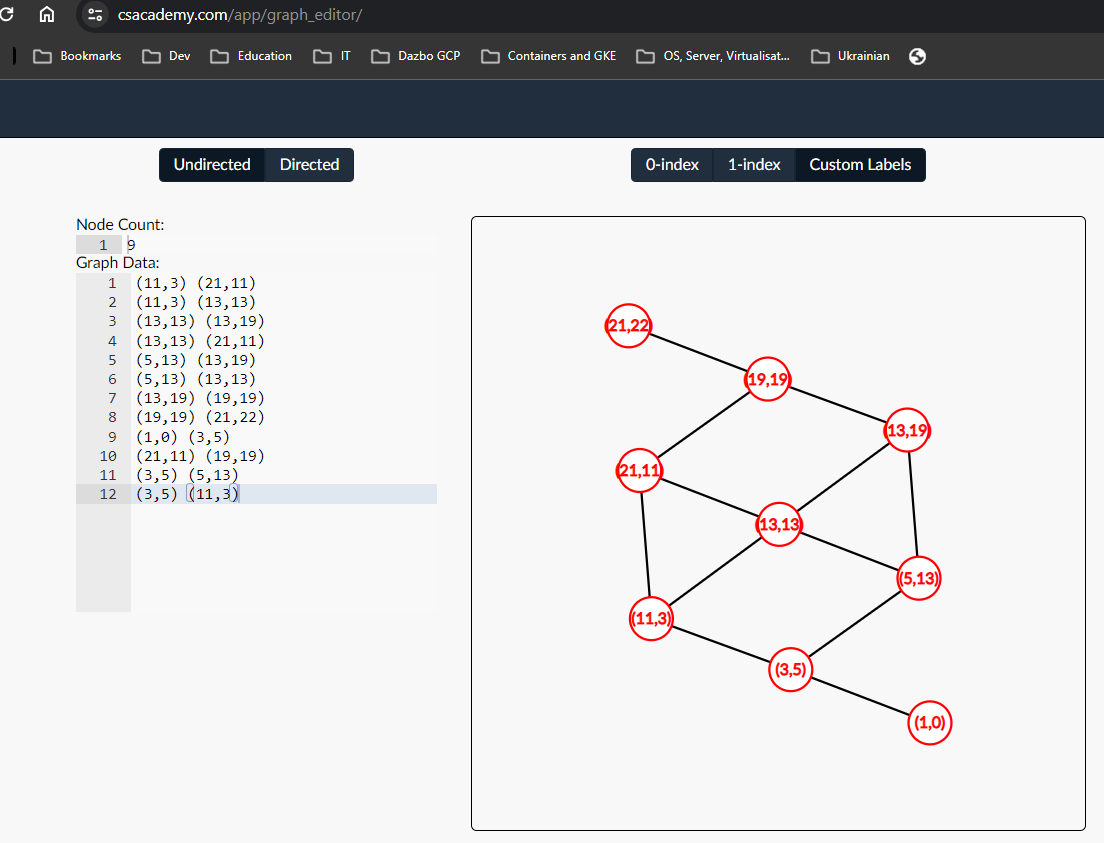 csacademy.com/app/graph_editor/
Bookmarks Dev Education IT Dazbo GCP Containers and GKE OS, Server, Virtualisat... Ukrainian
Undirected Directed 0-index 1-index Custom Labels
Node Count:
1 9
Graph Data:
1 (11,3) (21,11)
2 (11,3) (13,13)
3 (13,13) (13,19)
4 (13,13) (21,11)
5 (5,13) (13,19)
6 (5,13) (13,13)
7 (13,19) (19,19)
8 (19,19) (21,22)
9 (1,0) (3,5)
10 (21,11) (19,19)
11 (3,5) (5,13)
12 (3,5) (11,3)
(21,22)
(19,19)
(13,19)
(21,11)
(13,13)
(5,13)
(11,3)
(3,5)
(1,0)